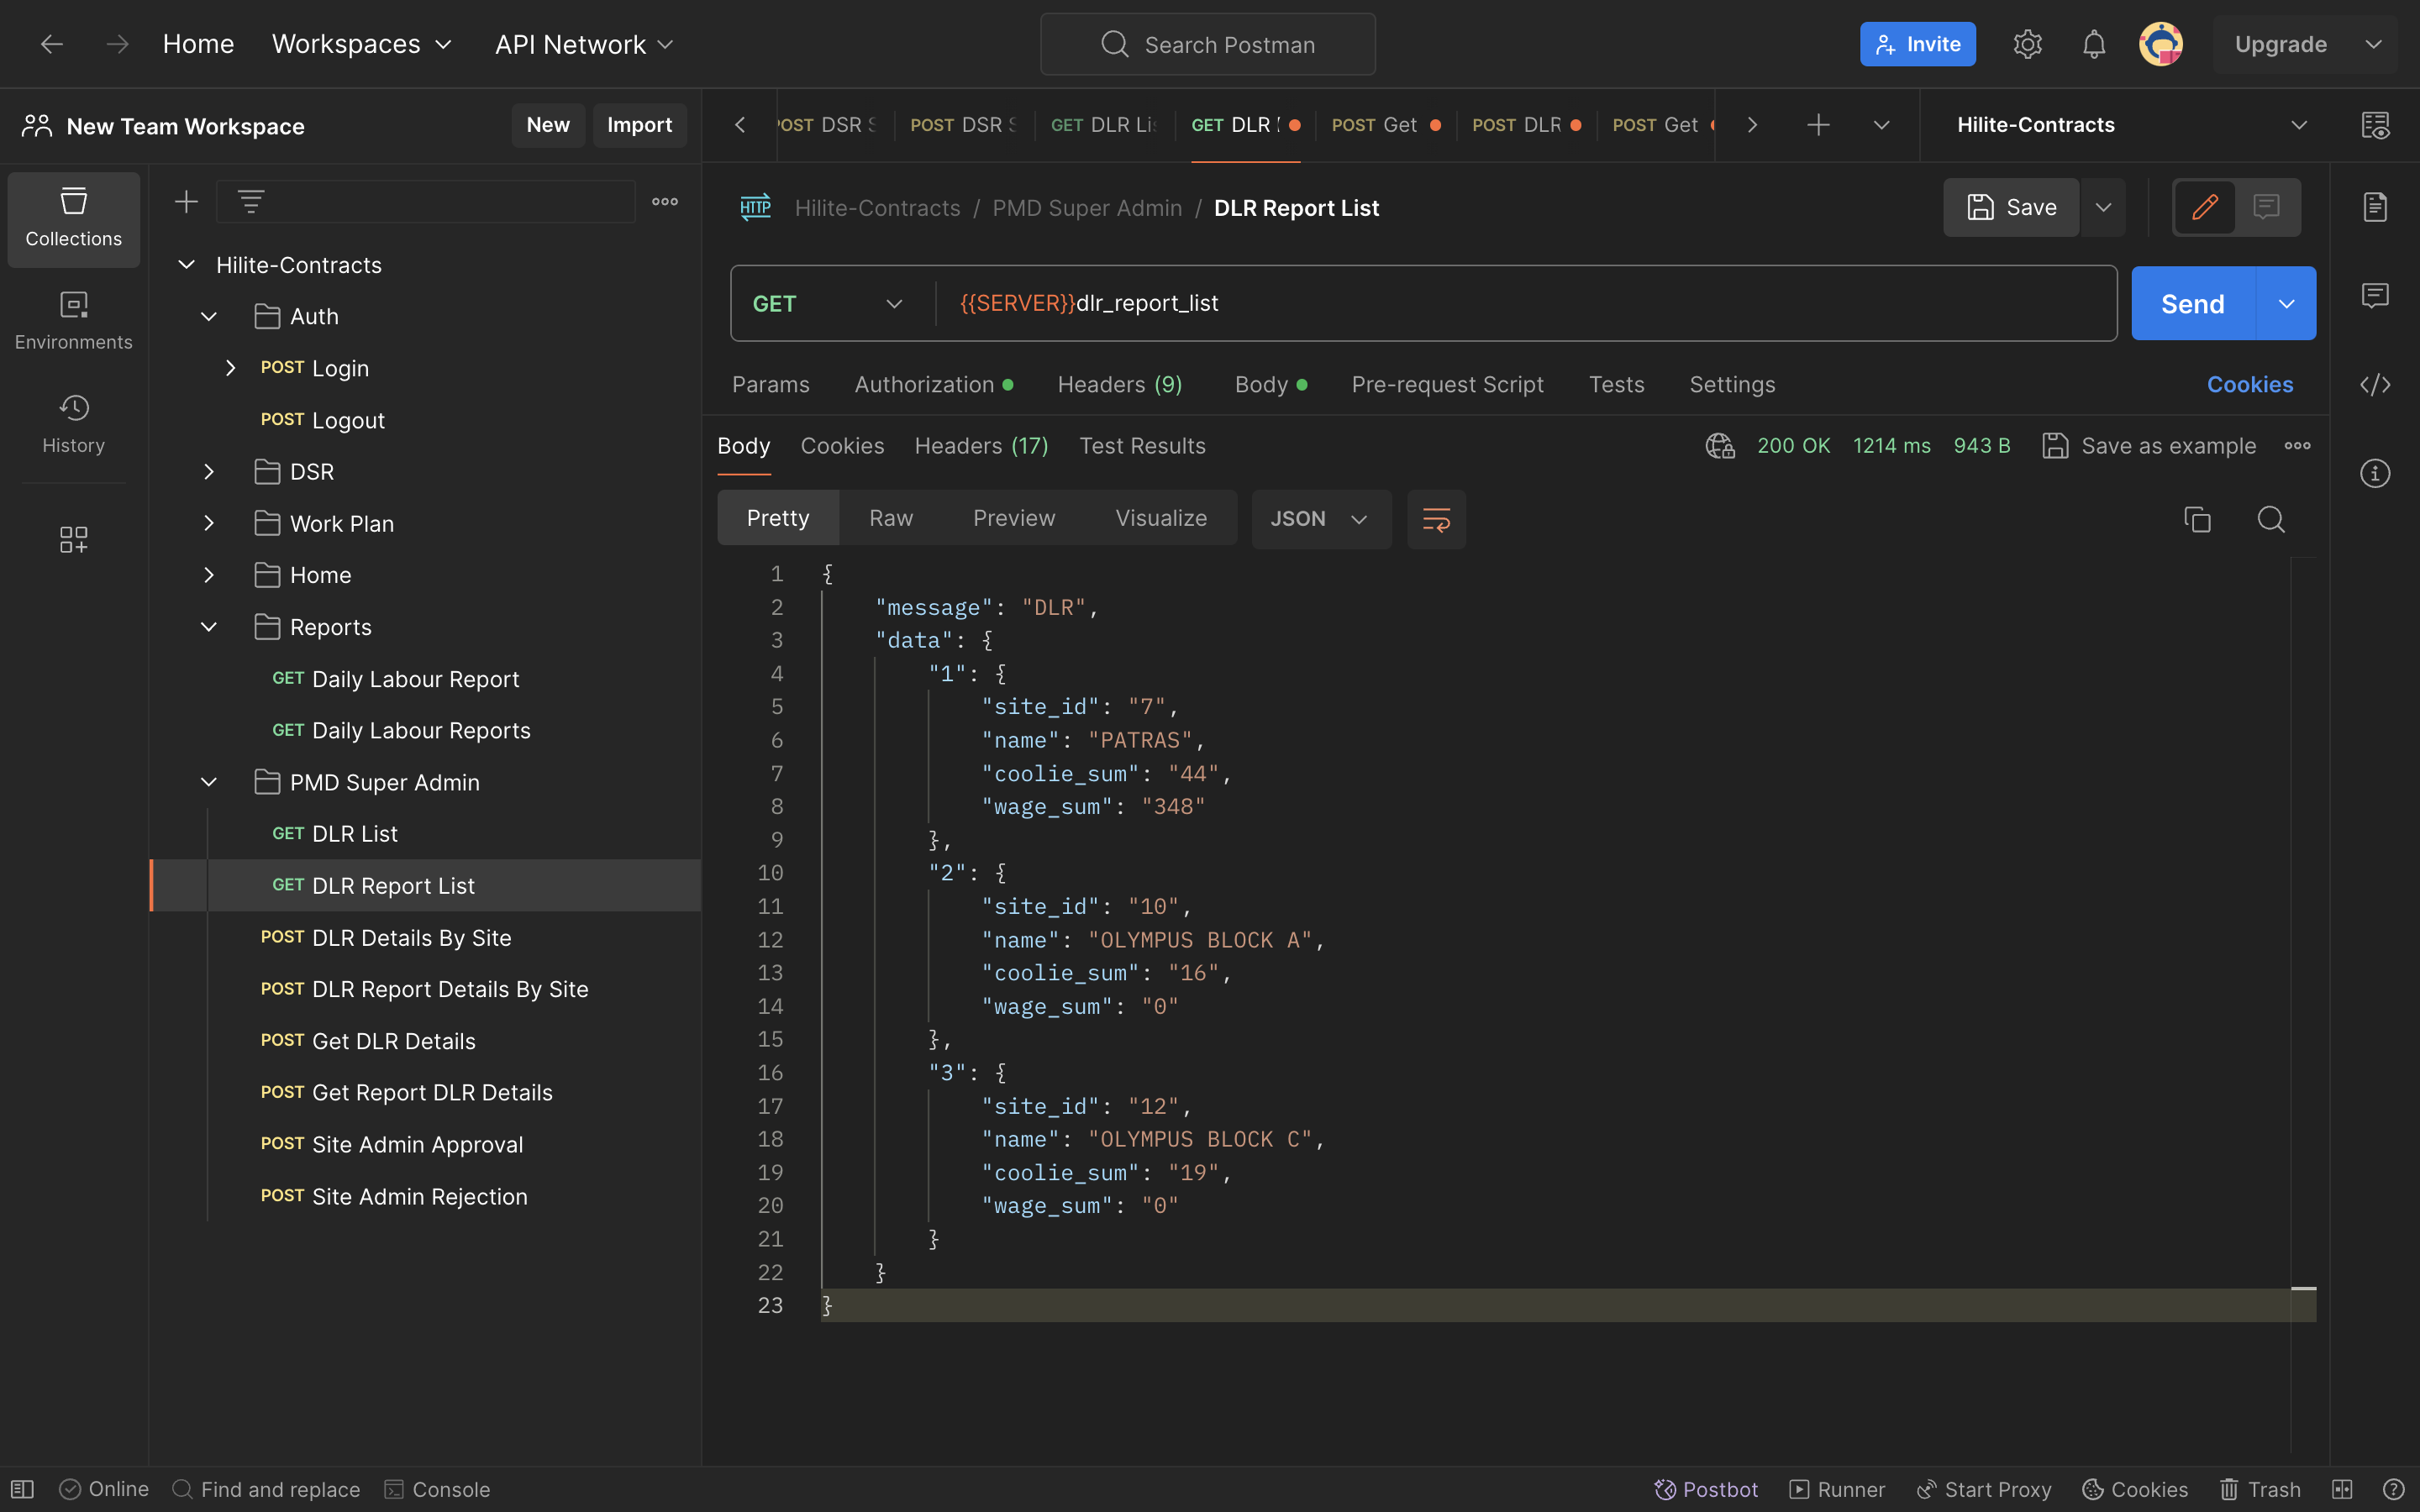 Home Workspaces API Network Search Postman Invite Upgrade
New Team Workspace New Import
POST DSR POST DSR GET DLR Li GET DLR POST Get POST DLR POST Get Hilite-Contracts
Collections
Environments
History
Hilite-Contracts
Auth
POST Login
POST Logout
DSR
Work Plan
Home
Reports
GET Daily Labour Report
GET Daily Labour Reports
PMD Super Admin
GET DLR List
GET DLR Report List
POST DLR Details By Site
POST DLR Report Details By Site
POST Get DLR Details
POST Get Report DLR Details
POST Site Admin Approval
POST Site Admin Rejection
HTTP Hilite-Contracts / PMD Super Admin / DLR Report List Save
GET {{SERVER}}dlr_report_list Send
Params Authorization Headers (9) Body Pre-request Script Tests Settings Cookies
Body Cookies Headers (17) Test Results 200 OK 1214 ms 943 B Save as example
Pretty Raw Preview Visualize JSON
1 {
2 "message": "DLR",
3 "data": {
4 "1": {
5 "site_id": "7",
6 "name": "PATRAS",
7 "coolie_sum": "44",
8 "wage_sum": "348"
9 },
10 "2": {
11 "site_id": "10",
12 "name": "OLYMPUS BLOCK A",
13 "coolie_sum": "16",
14 "wage_sum": "0"
15 },
16 "3": {
17 "site_id": "12",
18 "name": "OLYMPUS BLOCK C",
19 "coolie_sum": "19",
20 "wage_sum": "0"
21 }
22 }
23 }
Online Find and replace Console Postbot Runner Start Proxy Cookies Trash